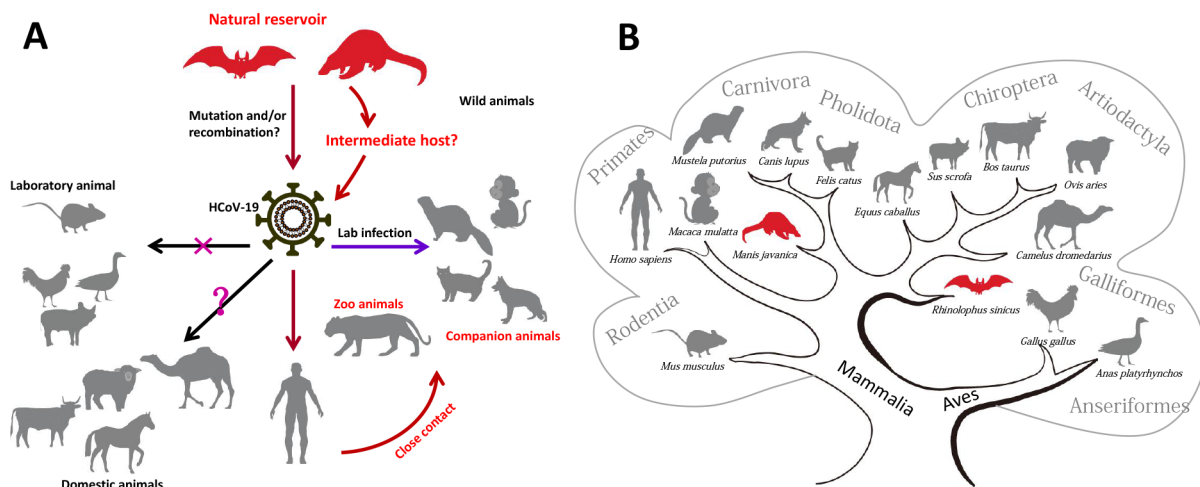 A
Natural reservoir
Mutation and/or
recombination?
Wild animals
Intermediate host?
Laboratory animal
HCoV-19
Lab infection
?
Zoo animals
Companion animals
Close contact
Domestic animals
B
Carnivora
Pholidota
Chiroptera
Artiodactyla
Primates
Mustela putorius
Canis lupus
Felis catus
Equus caballus
Sus scrofa
Bos taurus
Ovis aries
Homo sapiens
Macaca mulatta
Manis javanica
Camelus dromedarius
Rhinolophus sinicus
Galliformes
Rodentia
Mus musculus
Gallus gallus
Anas platyrhynchos
Mammalia
Aves
Anseriformes